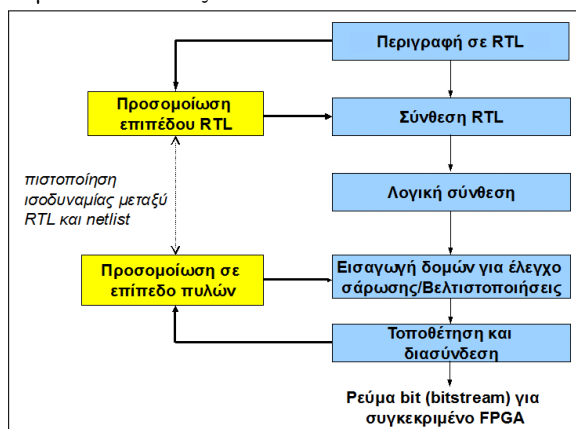 Περιγραφή σε RTL
Προσομοίωση
επιπέδου RTL
Σύνθεση RTL
πιστοποίηση
ισοδυναμίας μεταξύ
RTL και netlist
Λογική σύνθεση
Προσομοίωση σε
επίπεδο πυλών
Εισαγωγή δομών για έλεγχο
σάρωσης/Βελτιστοποιήσεις
Τοποθέτηση και
διασύνδεση
Ρεύμα bit (bitstream) για
συγκεκριμένο FPGA